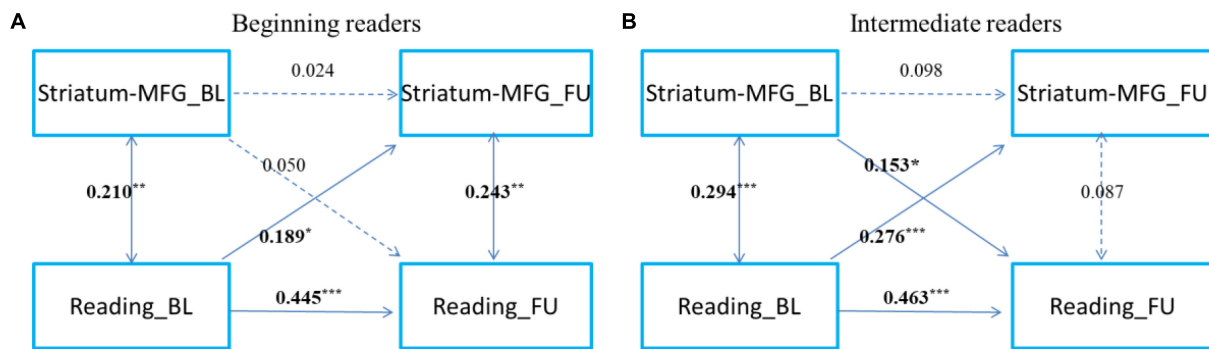 A
Beginning readers
Striatum-MFG_BL
0.024
Striatum-MFG_FU
0.210**
0.050
0.243**
0.189*
Reading_BL
0.445***
Reading_FU
B
Intermediate readers
Striatum-MFG_BL
0.098
Striatum-MFG_FU
0.294***
0.153*
0.087
0.276***
Reading_BL
0.463***
Reading_FU